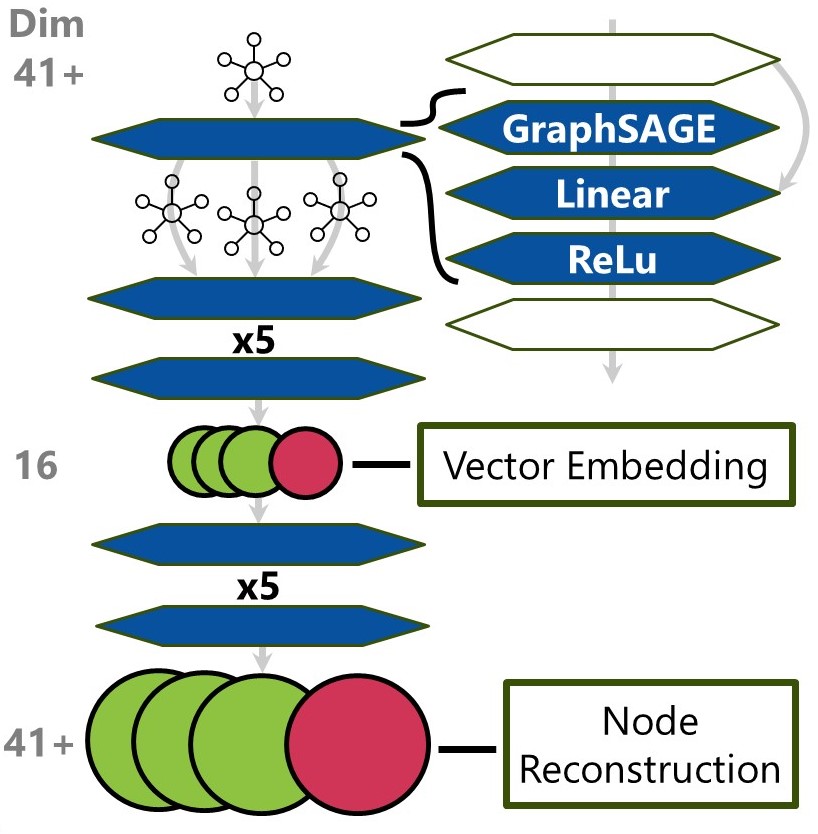 Dim
41+
GraphSAGE
Linear
ReLu
x5
16
Vector Embedding
x5
41+
Node
Reconstruction